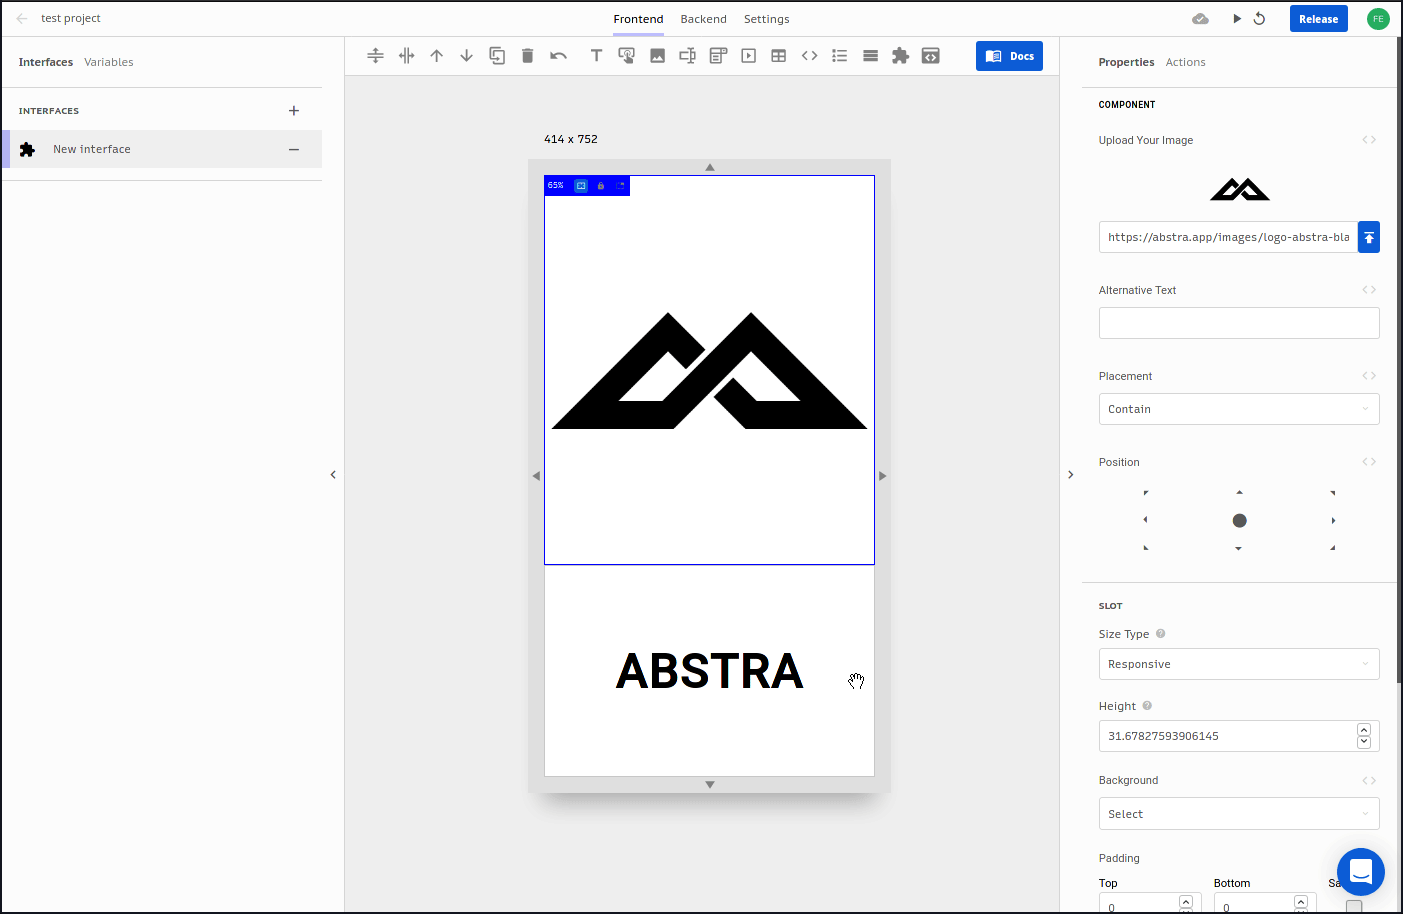 test project
Frontend Backend Settings
Release
FE
Interfaces Variables
Docs
Properties Actions
INTERFACES
New interface
414 x 752
65%
ABSTRA
COMPONENT
Upload Your Image
https://abstra.app/images/logo-abstra-bla
Alternative Text
Placement
Contain
Position
SLOT
Size Type ?
Responsive
Height ?
31.67827593906145
Background
Select
Padding
Top Bottom
0 0